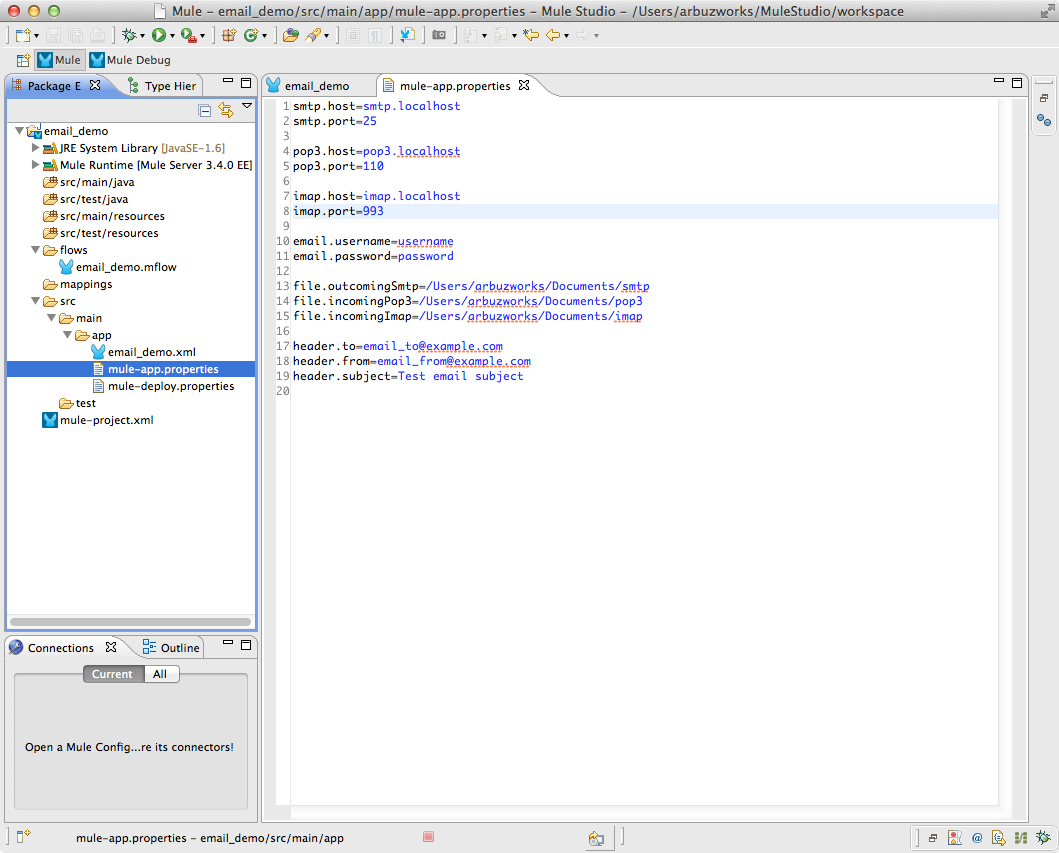 Mule – email_demo/src/main/app/mule-app.properties – Mule Studio – /Users/arbuzworks/MuleStudio/workspace
Mule
Mule Debug
Package E
Type Hier
email_demo
mule-app.properties
email_demo
JRE System Library [JavaSE-1.6]
Mule Runtime [Mule Server 3.4.0 EE]
src/main/java
src/test/java
src/main/resources
src/test/resources
flows
email_demo.mflow
mappings
src
main
app
email_demo.xml
mule-app.properties
mule-deploy.properties
test
mule-project.xml
1 smtp.host=smtp.localhost
2 smtp.port=25
3
4 pop3.host=pop3.localhost
5 pop3.port=110
6
7 imap.host=imap.localhost
8 imap.port=993
9
10 email.username=username
11 email.password=password
12
13 file.outcomingSmtp=/Users/arbuzworks/Documents/smtp
14 file.incomingPop3=/Users/arbuzworks/Documents/pop3
15 file.incomingImap=/Users/arbuzworks/Documents/imap
16
17 header.to=email_to@example.com
18 header.from=email_from@example.com
19 header.subject=Test email subject
20
Connections
Outline
Current
All
Open a Mule Config...re its connectors!
mule-app.properties – email_demo/src/main/app